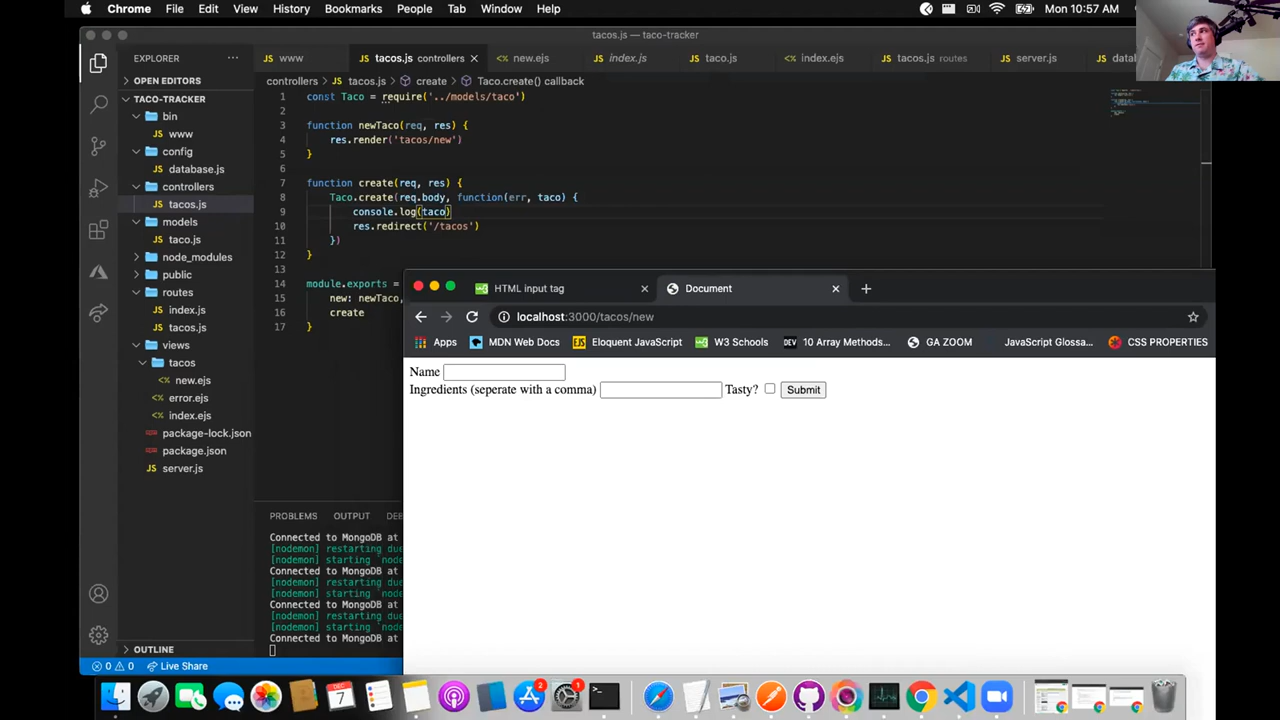 Chrome File Edit View History Bookmarks People Tab Window Help Mon 10:57 AM
tacos.js — taco-tracker
EXPLORER
www
tacos.js controllers
new.ejs
index.js
taco.js
index.ejs
tacos.js routes
server.js
OPEN EDITORS
controllers > tacos.js > create > Taco.create() callback
TACO-TRACKER
bin
www
config
database.js
controllers
tacos.js
models
taco.js
node_modules
public
routes
index.js
tacos.js
views
tacos
new.ejs
error.ejs
index.ejs
package-lock.json
package.json
server.js
OUTLINE
0 0 Live Share
1 const Taco = require('../models/taco')
2
3 function newTaco(req, res) {
4 res.render('tacos/new')
5 }
6
7 function create(req, res) {
8 Taco.create(req.body, function(err, taco) {
9 console.log(taco)
10 res.redirect('/tacos')
11 })
12 }
13
14 module.exports =
15 new: newTaco,
16 create
17 }
PROBLEMS OUTPUT
Connected to MongoDB at
[nodemon] restarting due
[nodemon] starting `node
Connected to MongoDB at
[nodemon] restarting due
[nodemon] starting
Connected to MongoDB at
[nodemon] restarting due
[nodemon] starting
Connected to MongoDB at
HTML input tag
Document
localhost:3000/tacos/new
Apps MDN Web Docs Eloquent JavaScript W3 Schools 10 Array Methods... GA ZOOM JavaScript Glossa... CSS PROPERTIES
Name
Ingredients (seperate with a comma) Tasty? Submit